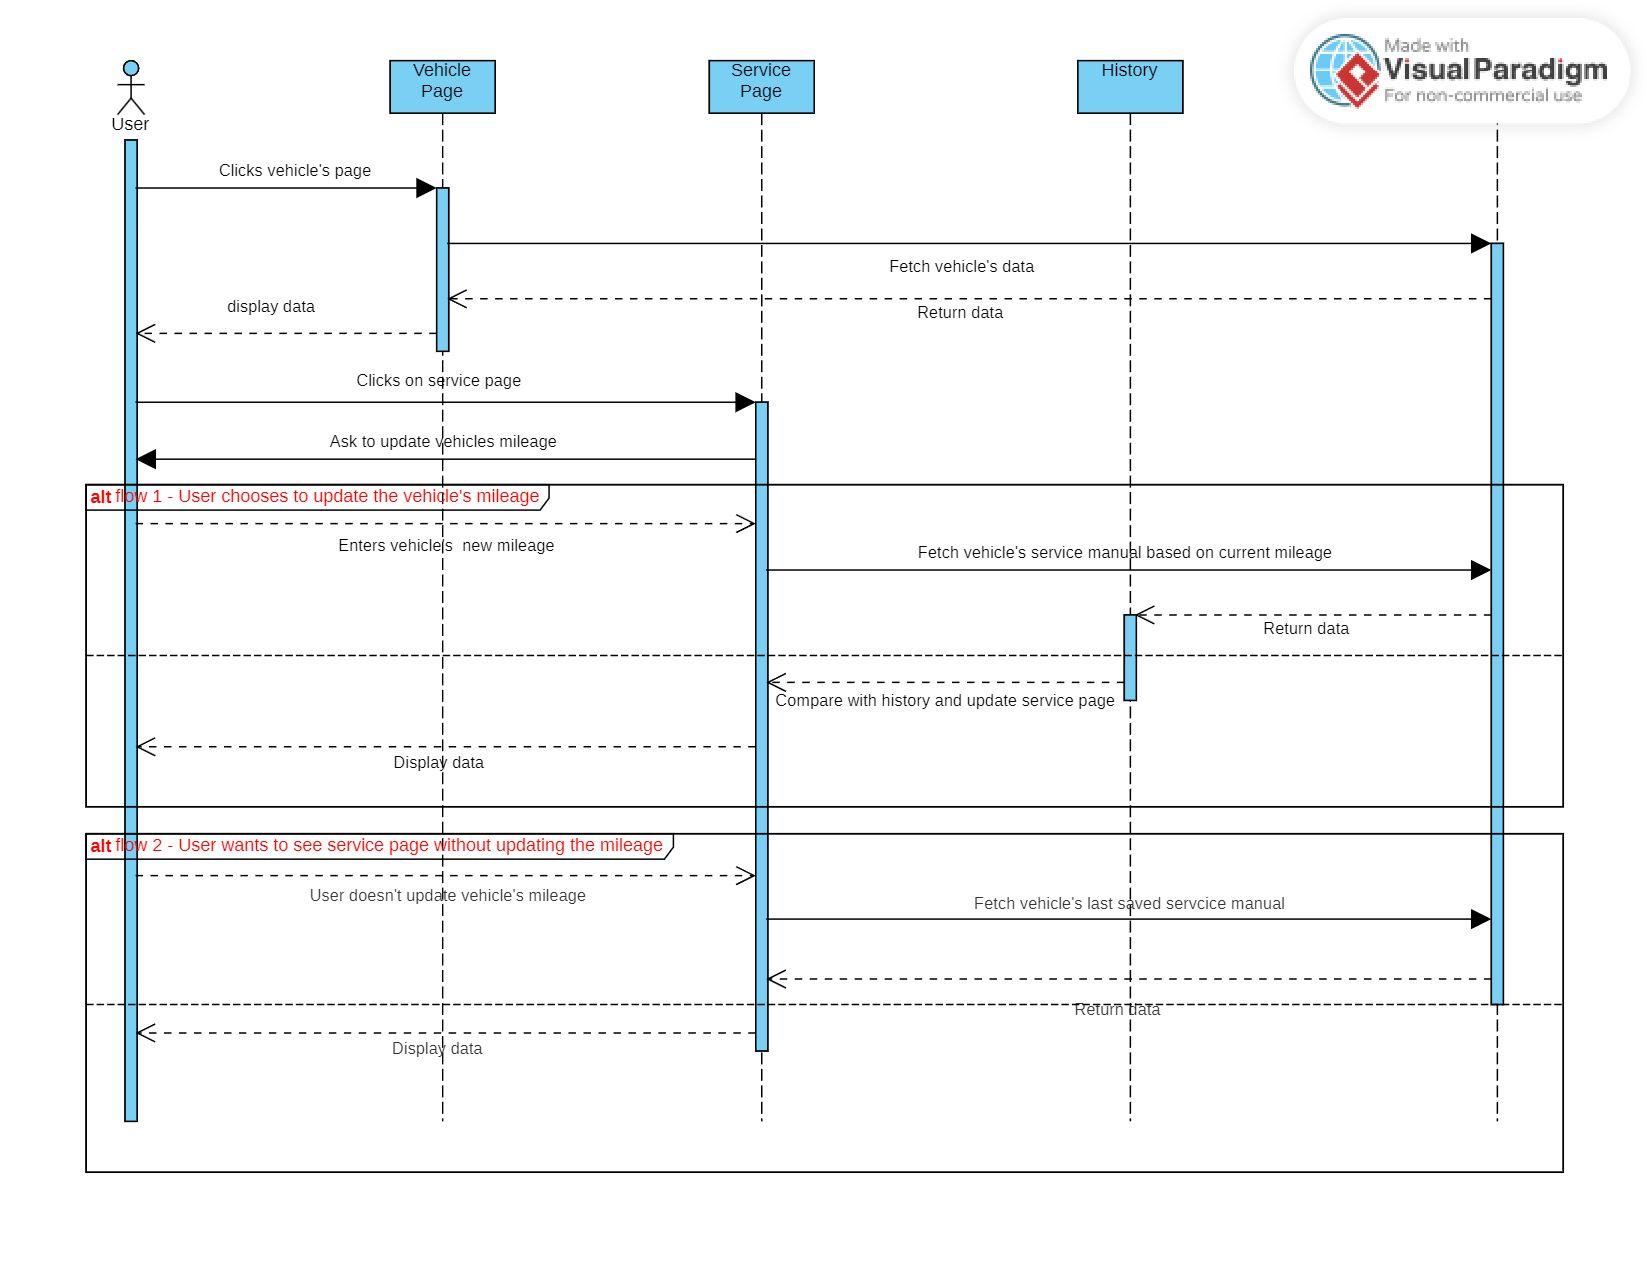 Made with
Visual Paradigm
For non-commercial use
User
Vehicle
Page
Service
Page
History
Clicks vehicle's page
Fetch vehicle's data
Return data
display data
Clicks on service page
Ask to update vehicles mileage
alt flow 1 - User chooses to update the vehicle's mileage
Enters vehicle's  new mileage
Fetch vehicle's service manual based on current mileage
Return data
Compare with history and update service page
Display data
alt flow 2 - User wants to see service page without updating the mileage
User doesn't update vehicle's mileage
Fetch vehicle's last saved servcice manual
Return data
Display data